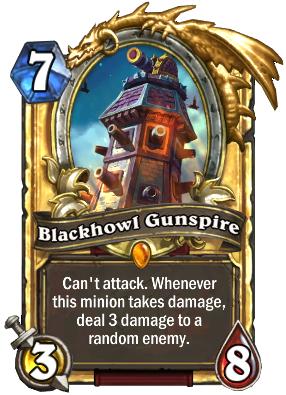 7
Blackhowl Gunspire
Can't attack. Whenever
this minion takes damage,
deal 3 damage to a
random enemy.
3
8